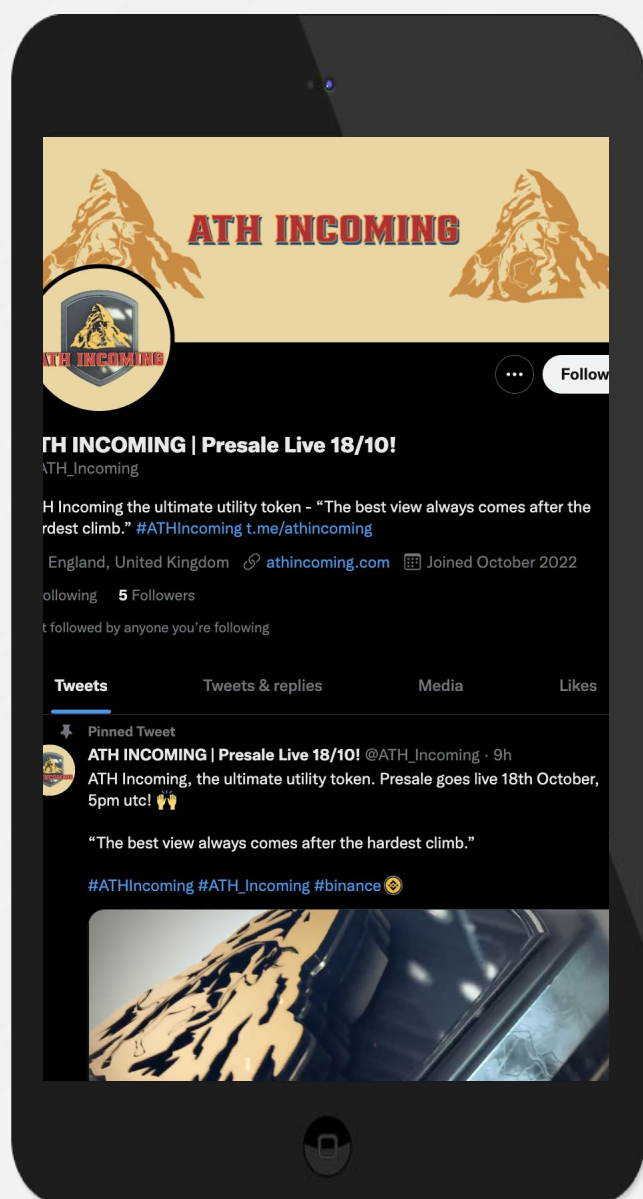 ATH INCOMING
ATH INCOMING
Follow
TH INCOMING | Presale Live 18/10!
ATH_Incoming
H Incoming the ultimate utility token - “The best view always comes after the
rdest climb.” #ATHIncoming t.me/athincoming
England, United Kingdom athincoming.com Joined October 2022
ollowing 5 Followers
t followed by anyone you’re following
Tweets Tweets & replies Media Likes
Pinned Tweet
ATH INCOMING | Presale Live 18/10! @ATH_Incoming · 9h
ATH Incoming, the ultimate utility token. Presale goes live 18th October,
5pm utc! 🙌
“The best view always comes after the hardest climb.”
#ATHIncoming #ATH_Incoming #binance